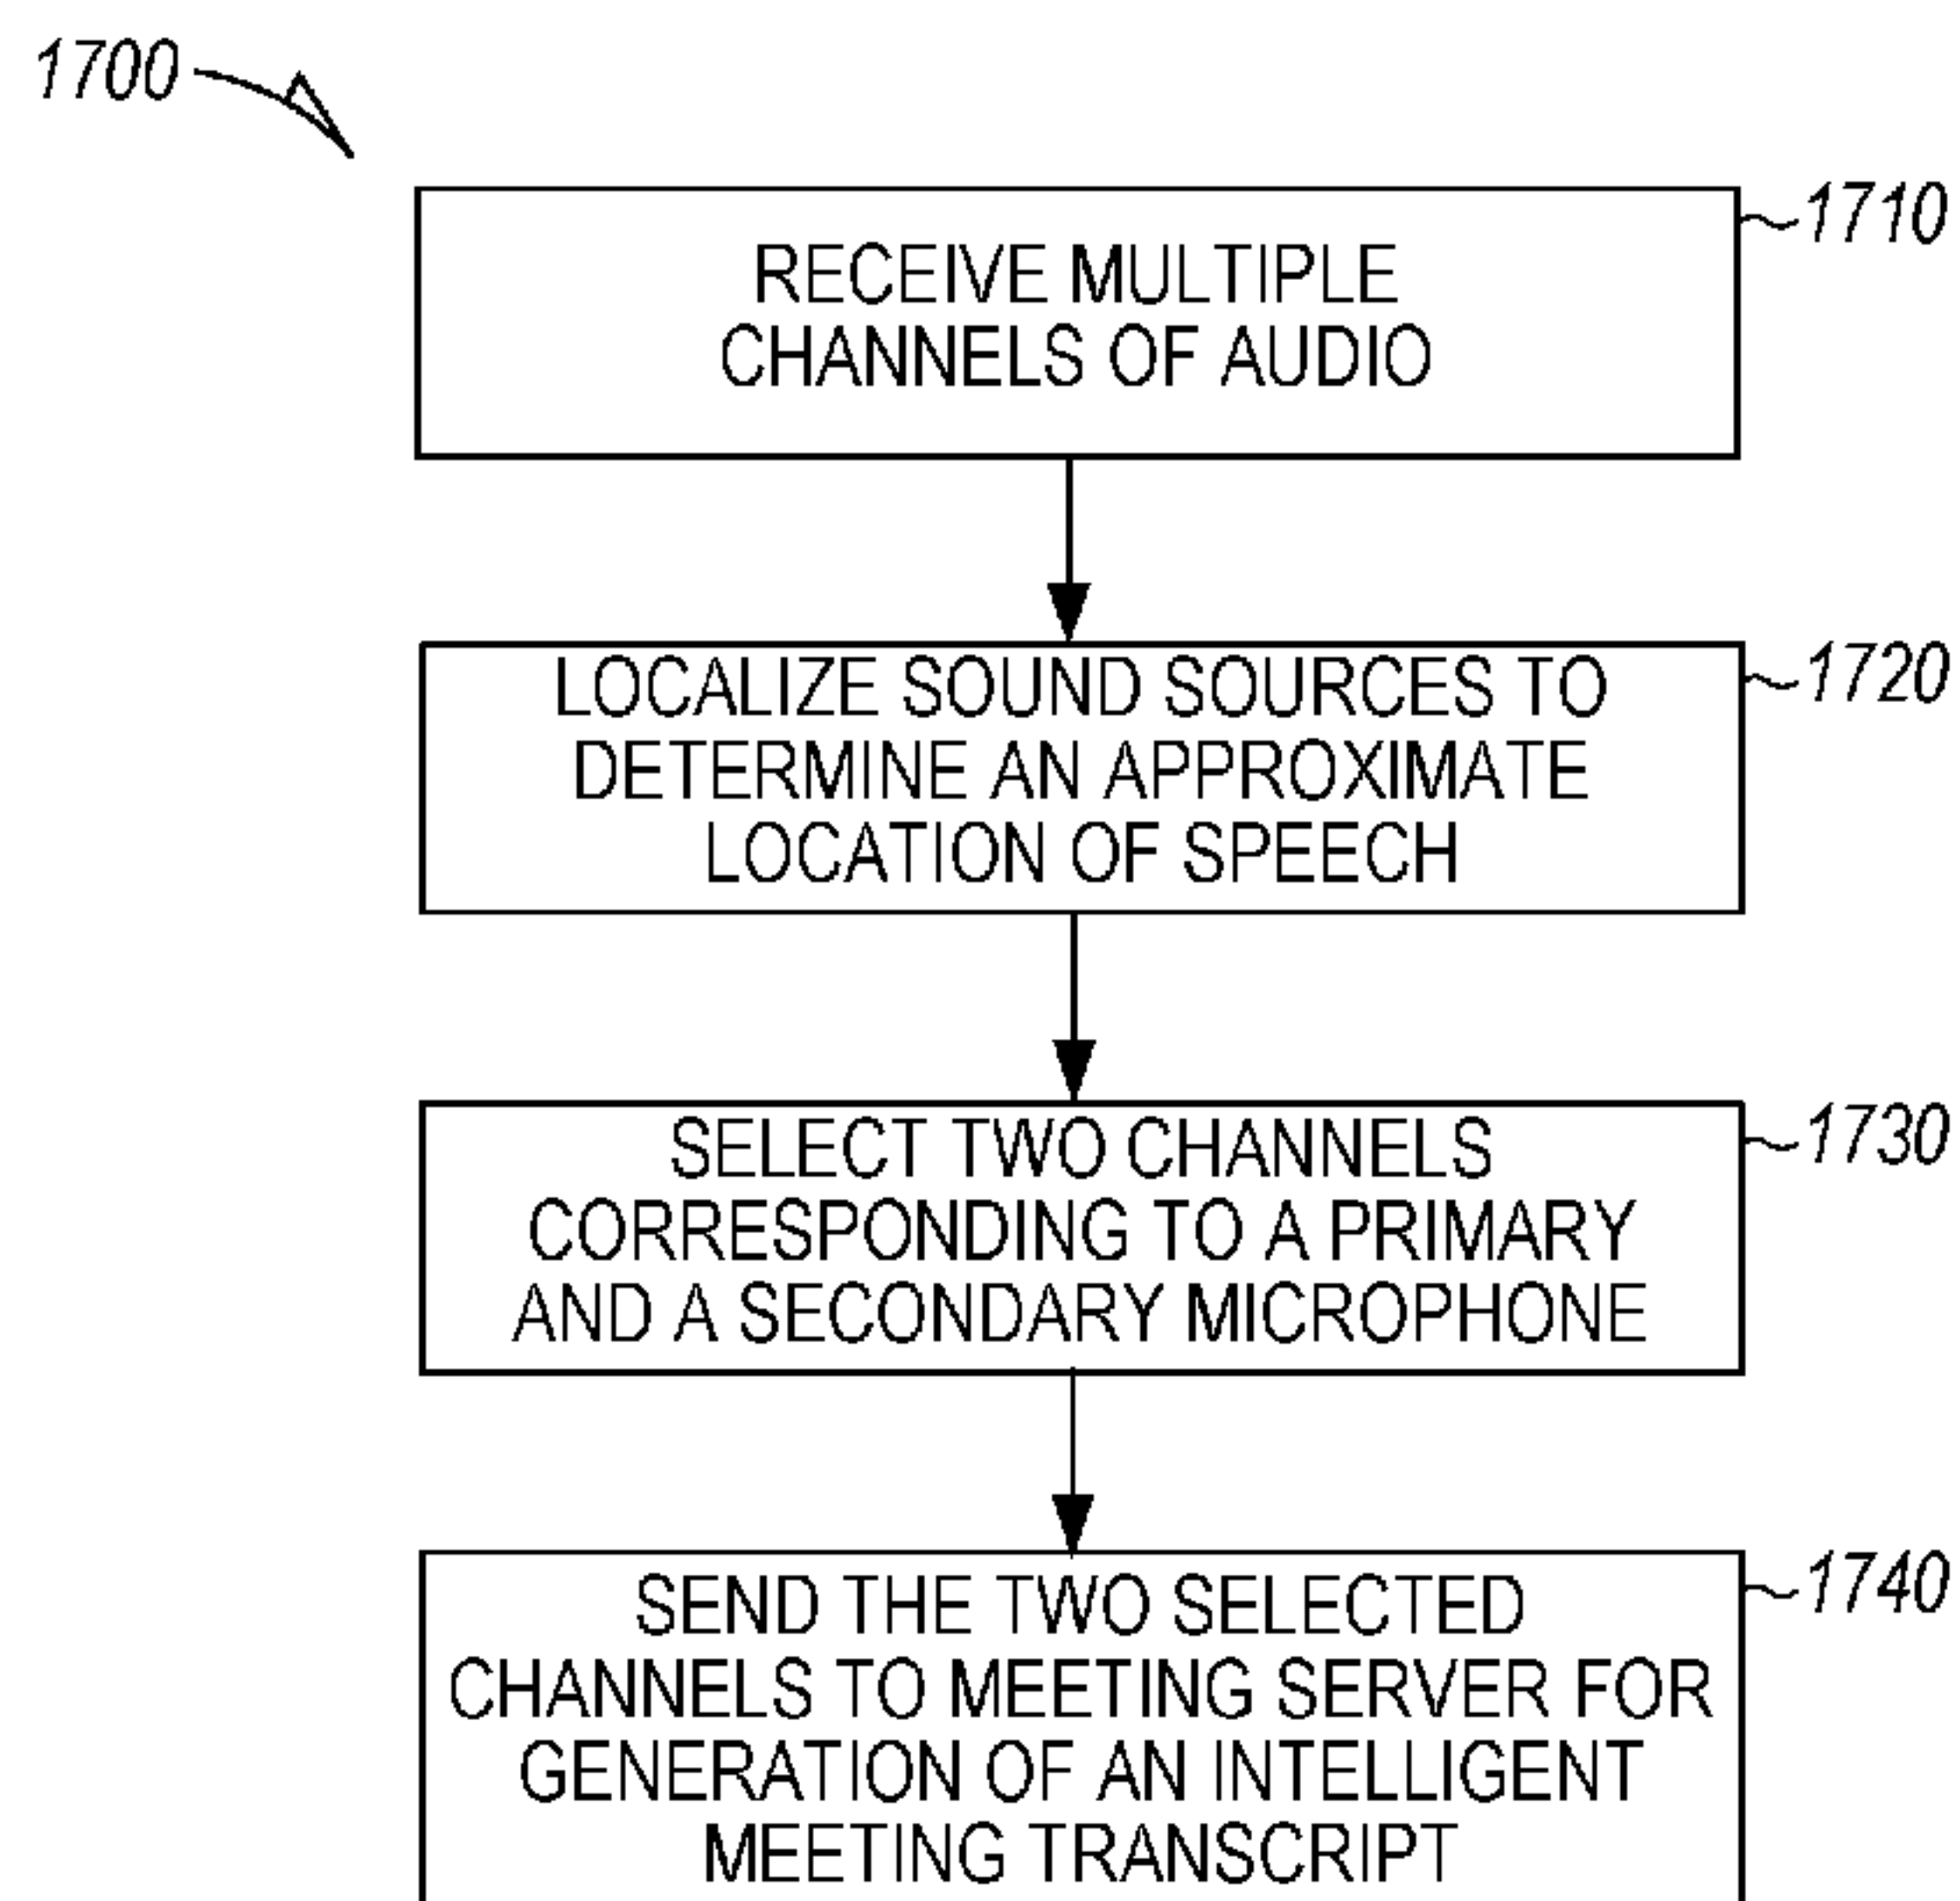 1700
1710
RECEIVE MULTIPLE
CHANNELS OF AUDIO
1720
LOCALIZE SOUND SOURCES TO
DETERMINE AN APPROXIMATE
LOCATION OF SPEECH
1730
SELECT TWO CHANNELS
CORRESPONDING TO A PRIMARY
AND A SECONDARY MICROPHONE
1740
SEND THE TWO SELECTED
CHANNELS TO MEETING SERVER FOR
GENERATION OF AN INTELLIGENT
MEETING TRANSCRIPT